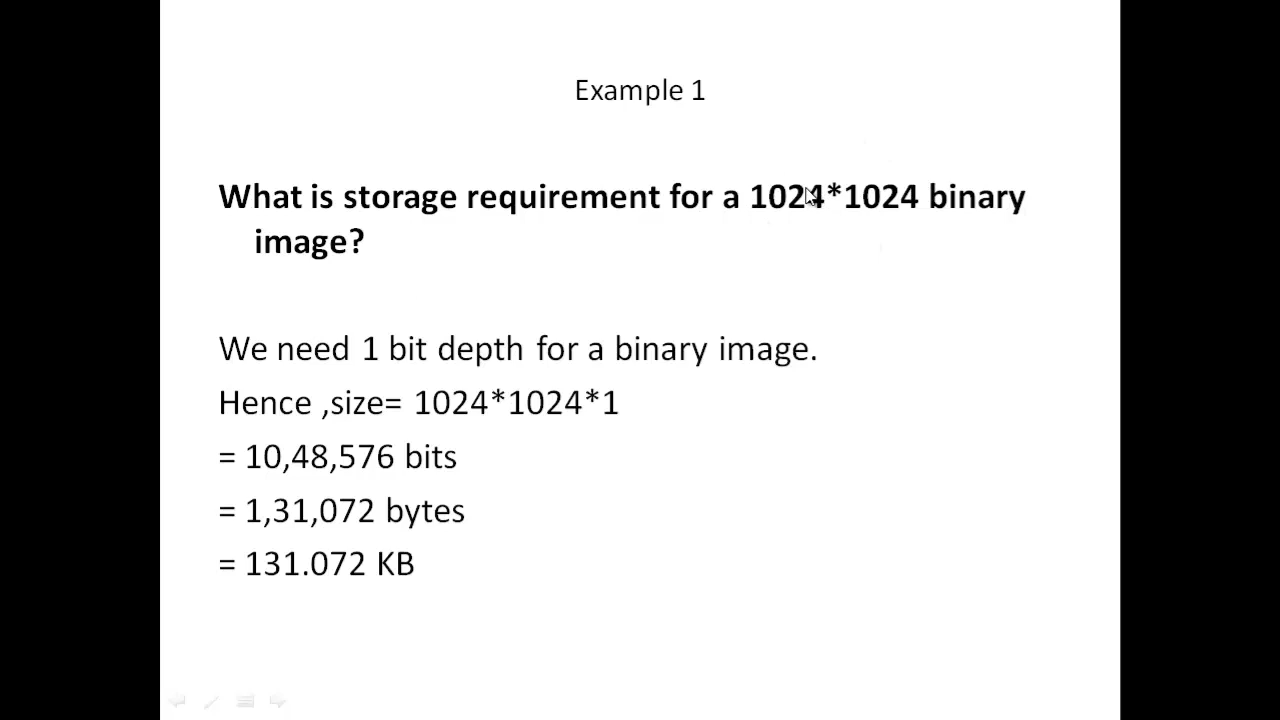 Example 1
What is storage requirement for a 1024*1024 binary
image?
We need 1 bit depth for a binary image.
Hence ,size= 1024*1024*1
= 10,48,576 bits
= 1,31,072 bytes
= 131.072 KB